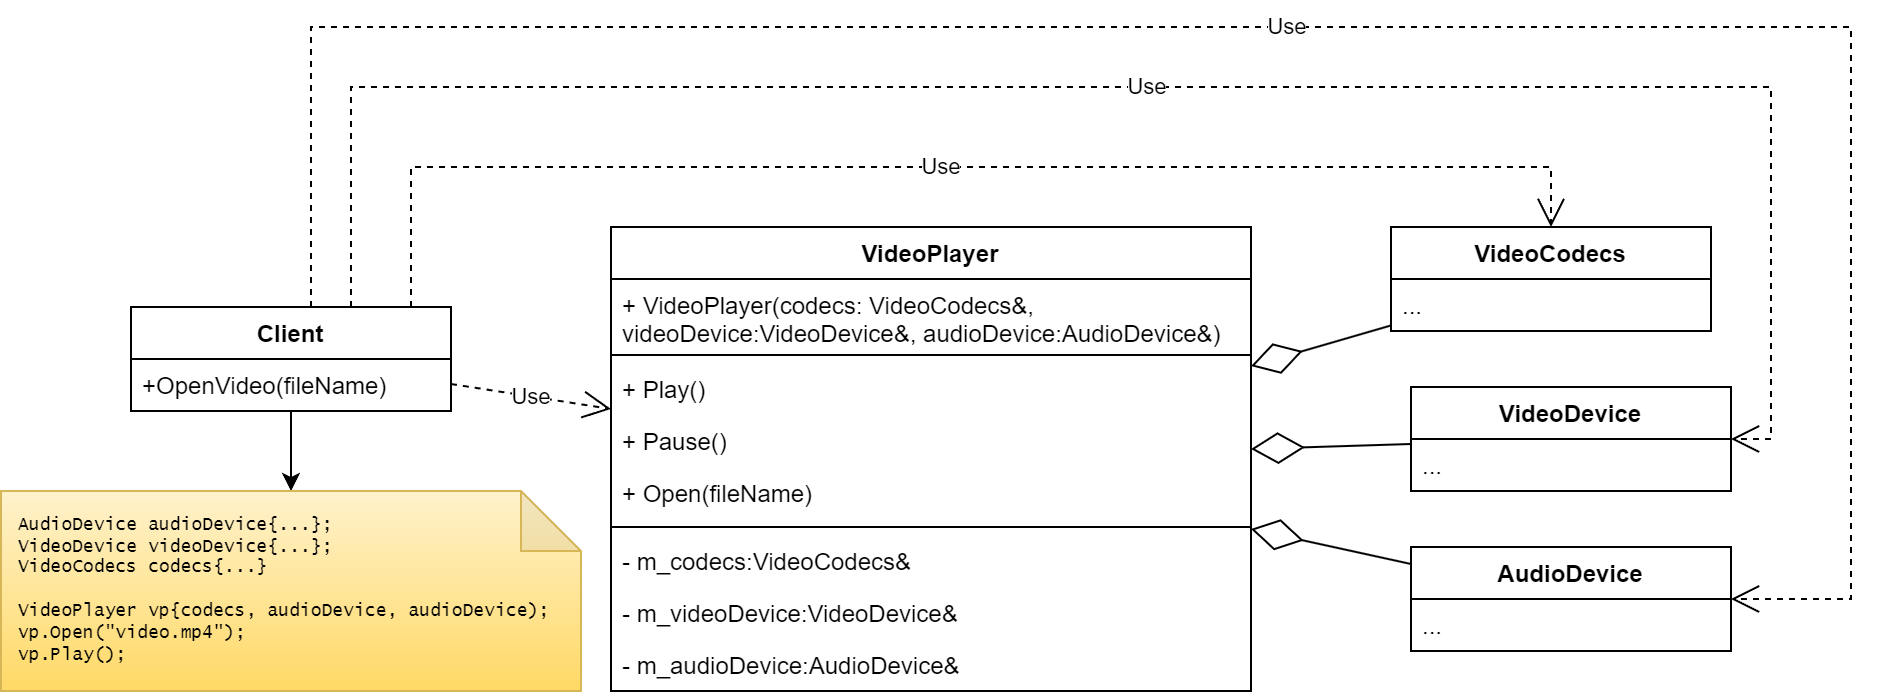 Use
Use
Use
Client
+OpenVideo(fileName)
Use
VideoPlayer
+ VideoPlayer(codecs: VideoCodecs&,
videoDevice:VideoDevice&, audioDevice:AudioDevice&)
+ Play()
+ Pause()
+ Open(fileName)
- m_codecs:VideoCodecs&
- m_videoDevice:VideoDevice&
- m_audioDevice:AudioDevice&
VideoCodecs
...
VideoDevice
...
AudioDevice
...
AudioDevice audioDevice{...};
VideoDevice videoDevice{...};
VideoCodecs codecs{...}
VideoPlayer vp{codecs, audioDevice, audioDevice);
vp.Open("video.mp4");
vp.Play();